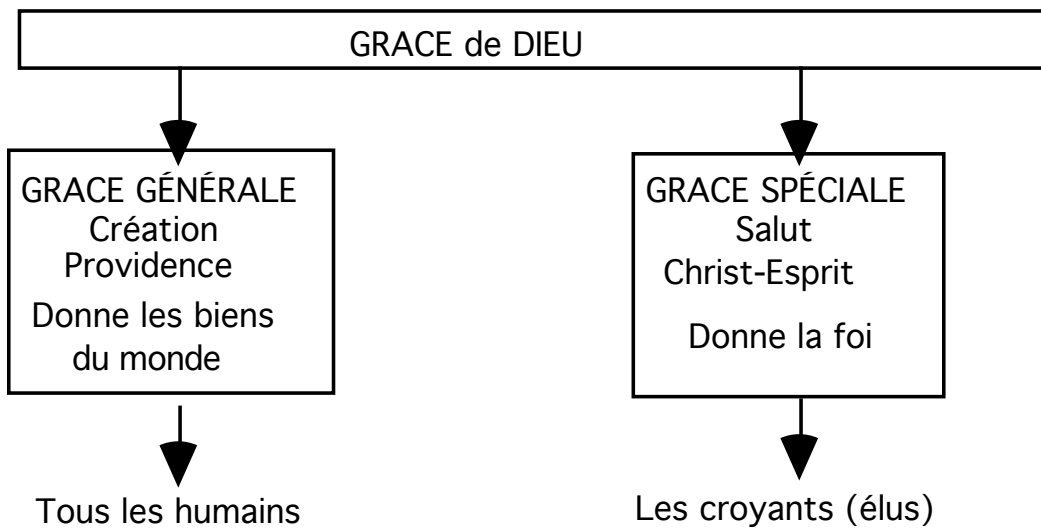 GRACE de DIEU
GRACE GÉNÉRALE
Création
Providence
Donne les biens
du monde
Tous les humains
GRACE SPÉCIALE
Salut
Christ-Esprit
Donne la foi
Les croyants (élus)